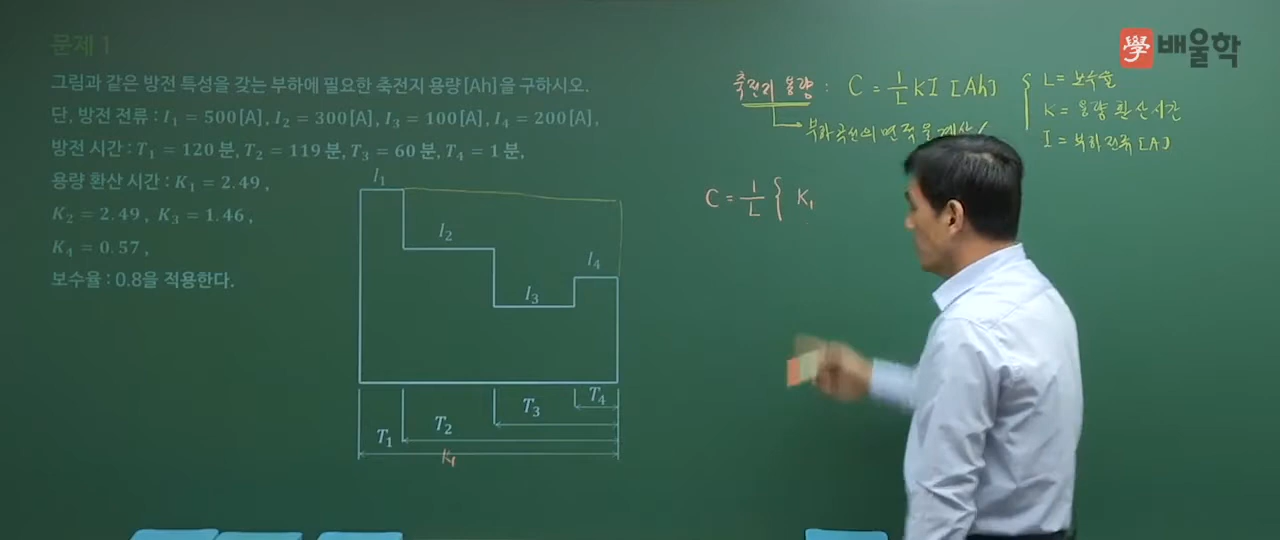 문제 1
그림과 같은 방전 특성을 갖는 부하에 필요한 축전지 용량[Ah]을 구하시오.
단, 방전 전류 : I₁ = 500[A], I₂ = 300[A], I₃ = 100[A], I₄ = 200[A],
방전 시간 : T₁ = 120 분, T₂ = 119 분, T₃ = 60 분, T₄ = 1 분,
용량 환산 시간 : K₁ = 2.49 ,
K₂ = 2.49 , K₃ = 1.46 ,
K₄ = 0.57 ,
보수율 : 0.8을 적용한다.
I₁
I₂
I₄
I₃
T₄
T₃
T₂
T₁
K₁
學 배울학
축전지 용량 : C = 1/L KI [Ah]
L = 보수율
K = 용량 환산시간
I = 부하전류 [A]
부하곡선의 면적을 계산
C = 1/L { K₁